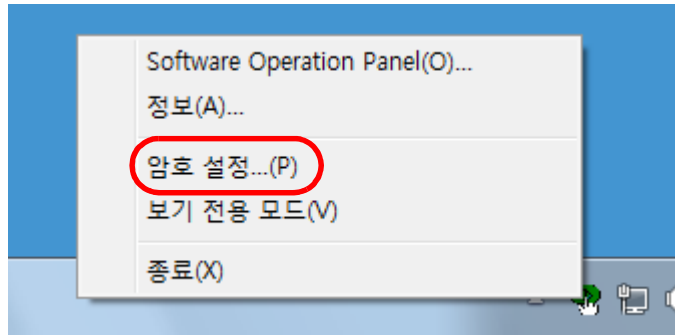 Software Operation Panel(O)...
정보(A)...
암호 설정...(P)
보기 전용 모드(V)
종료(X)